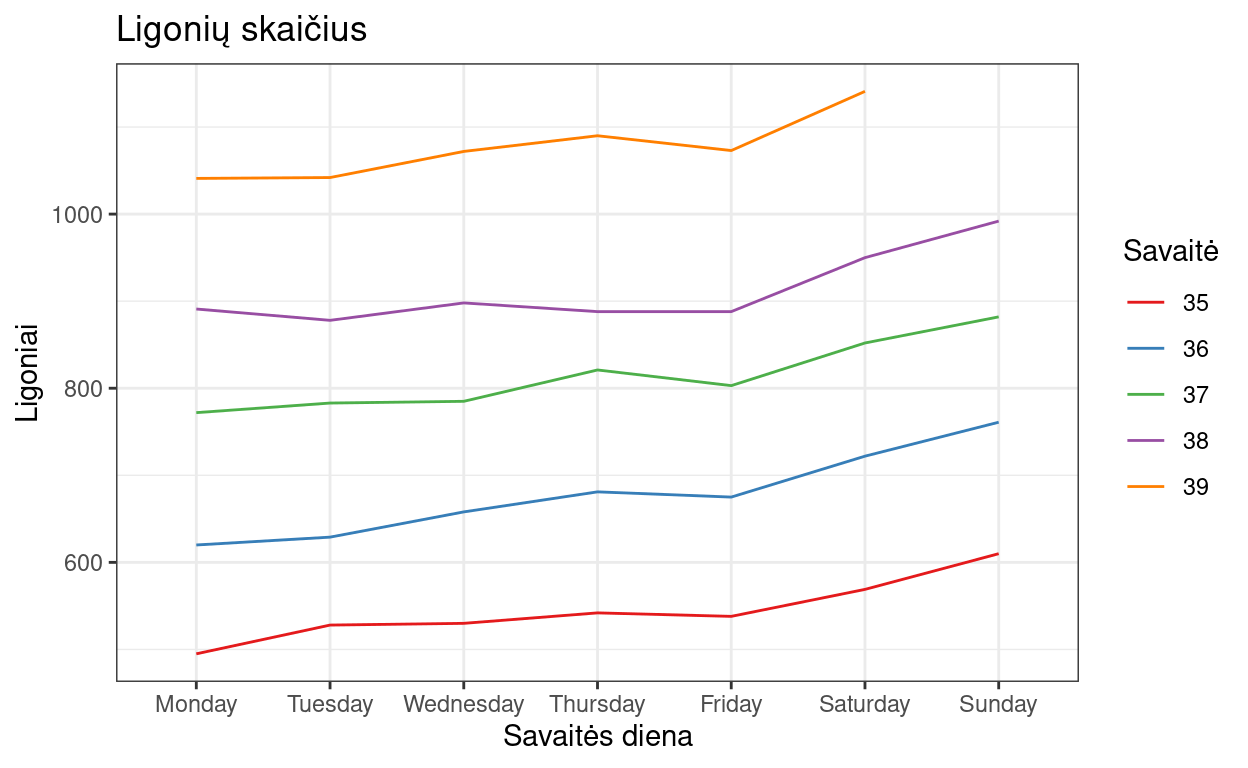 Ligonių skaičius
Ligoniai
1000
800
600
Monday Tuesday Wednesday Thursday Friday Saturday Sunday
Savaitės diena
Savaitė
35
36
37
38
39